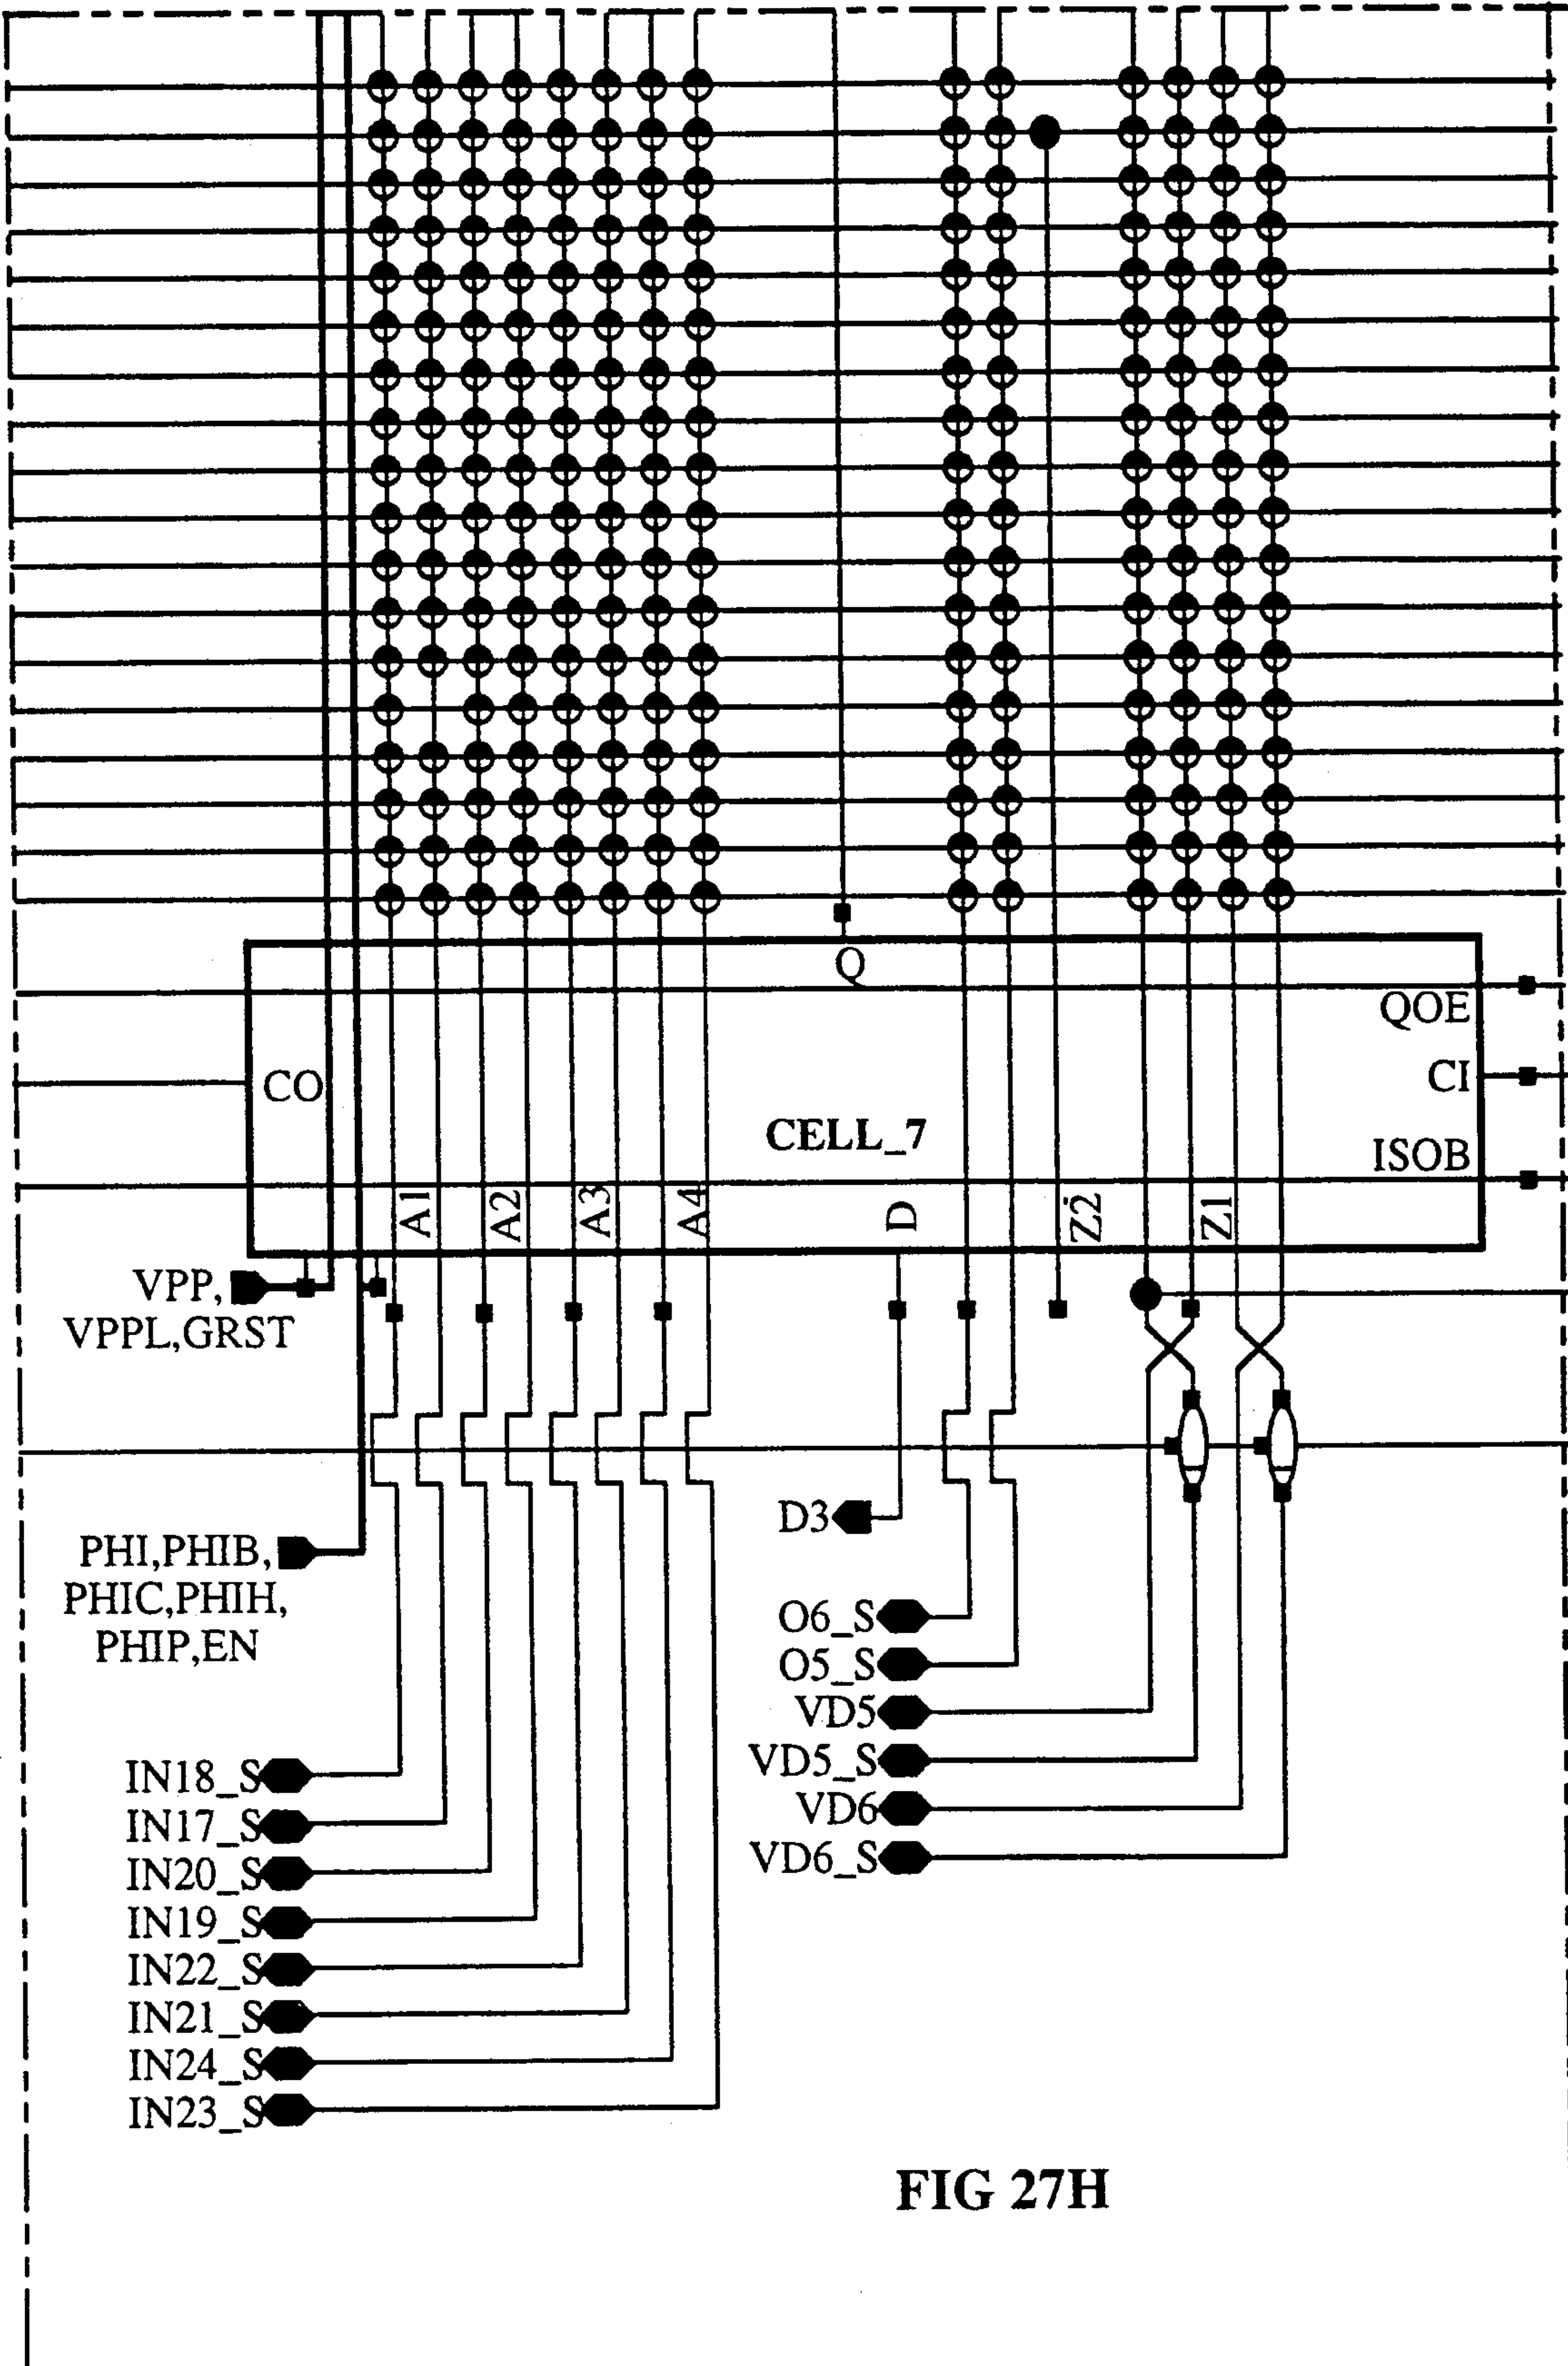 Q
QOE
CO
CI
CELL_7
ISOB
A1
A2
A3
A4
D
Z2
Z1
VPP,
VPPL,GRST
D3
PHI,PHIB,
PHIC,PHIH,
PHIP,EN
O6_S
O5_S
VD5
VD5_S
VD6
VD6_S
IN18_S
IN17_S
IN20_S
IN19_S
IN22_S
IN21_S
IN24_S
IN23_S
FIG 27H